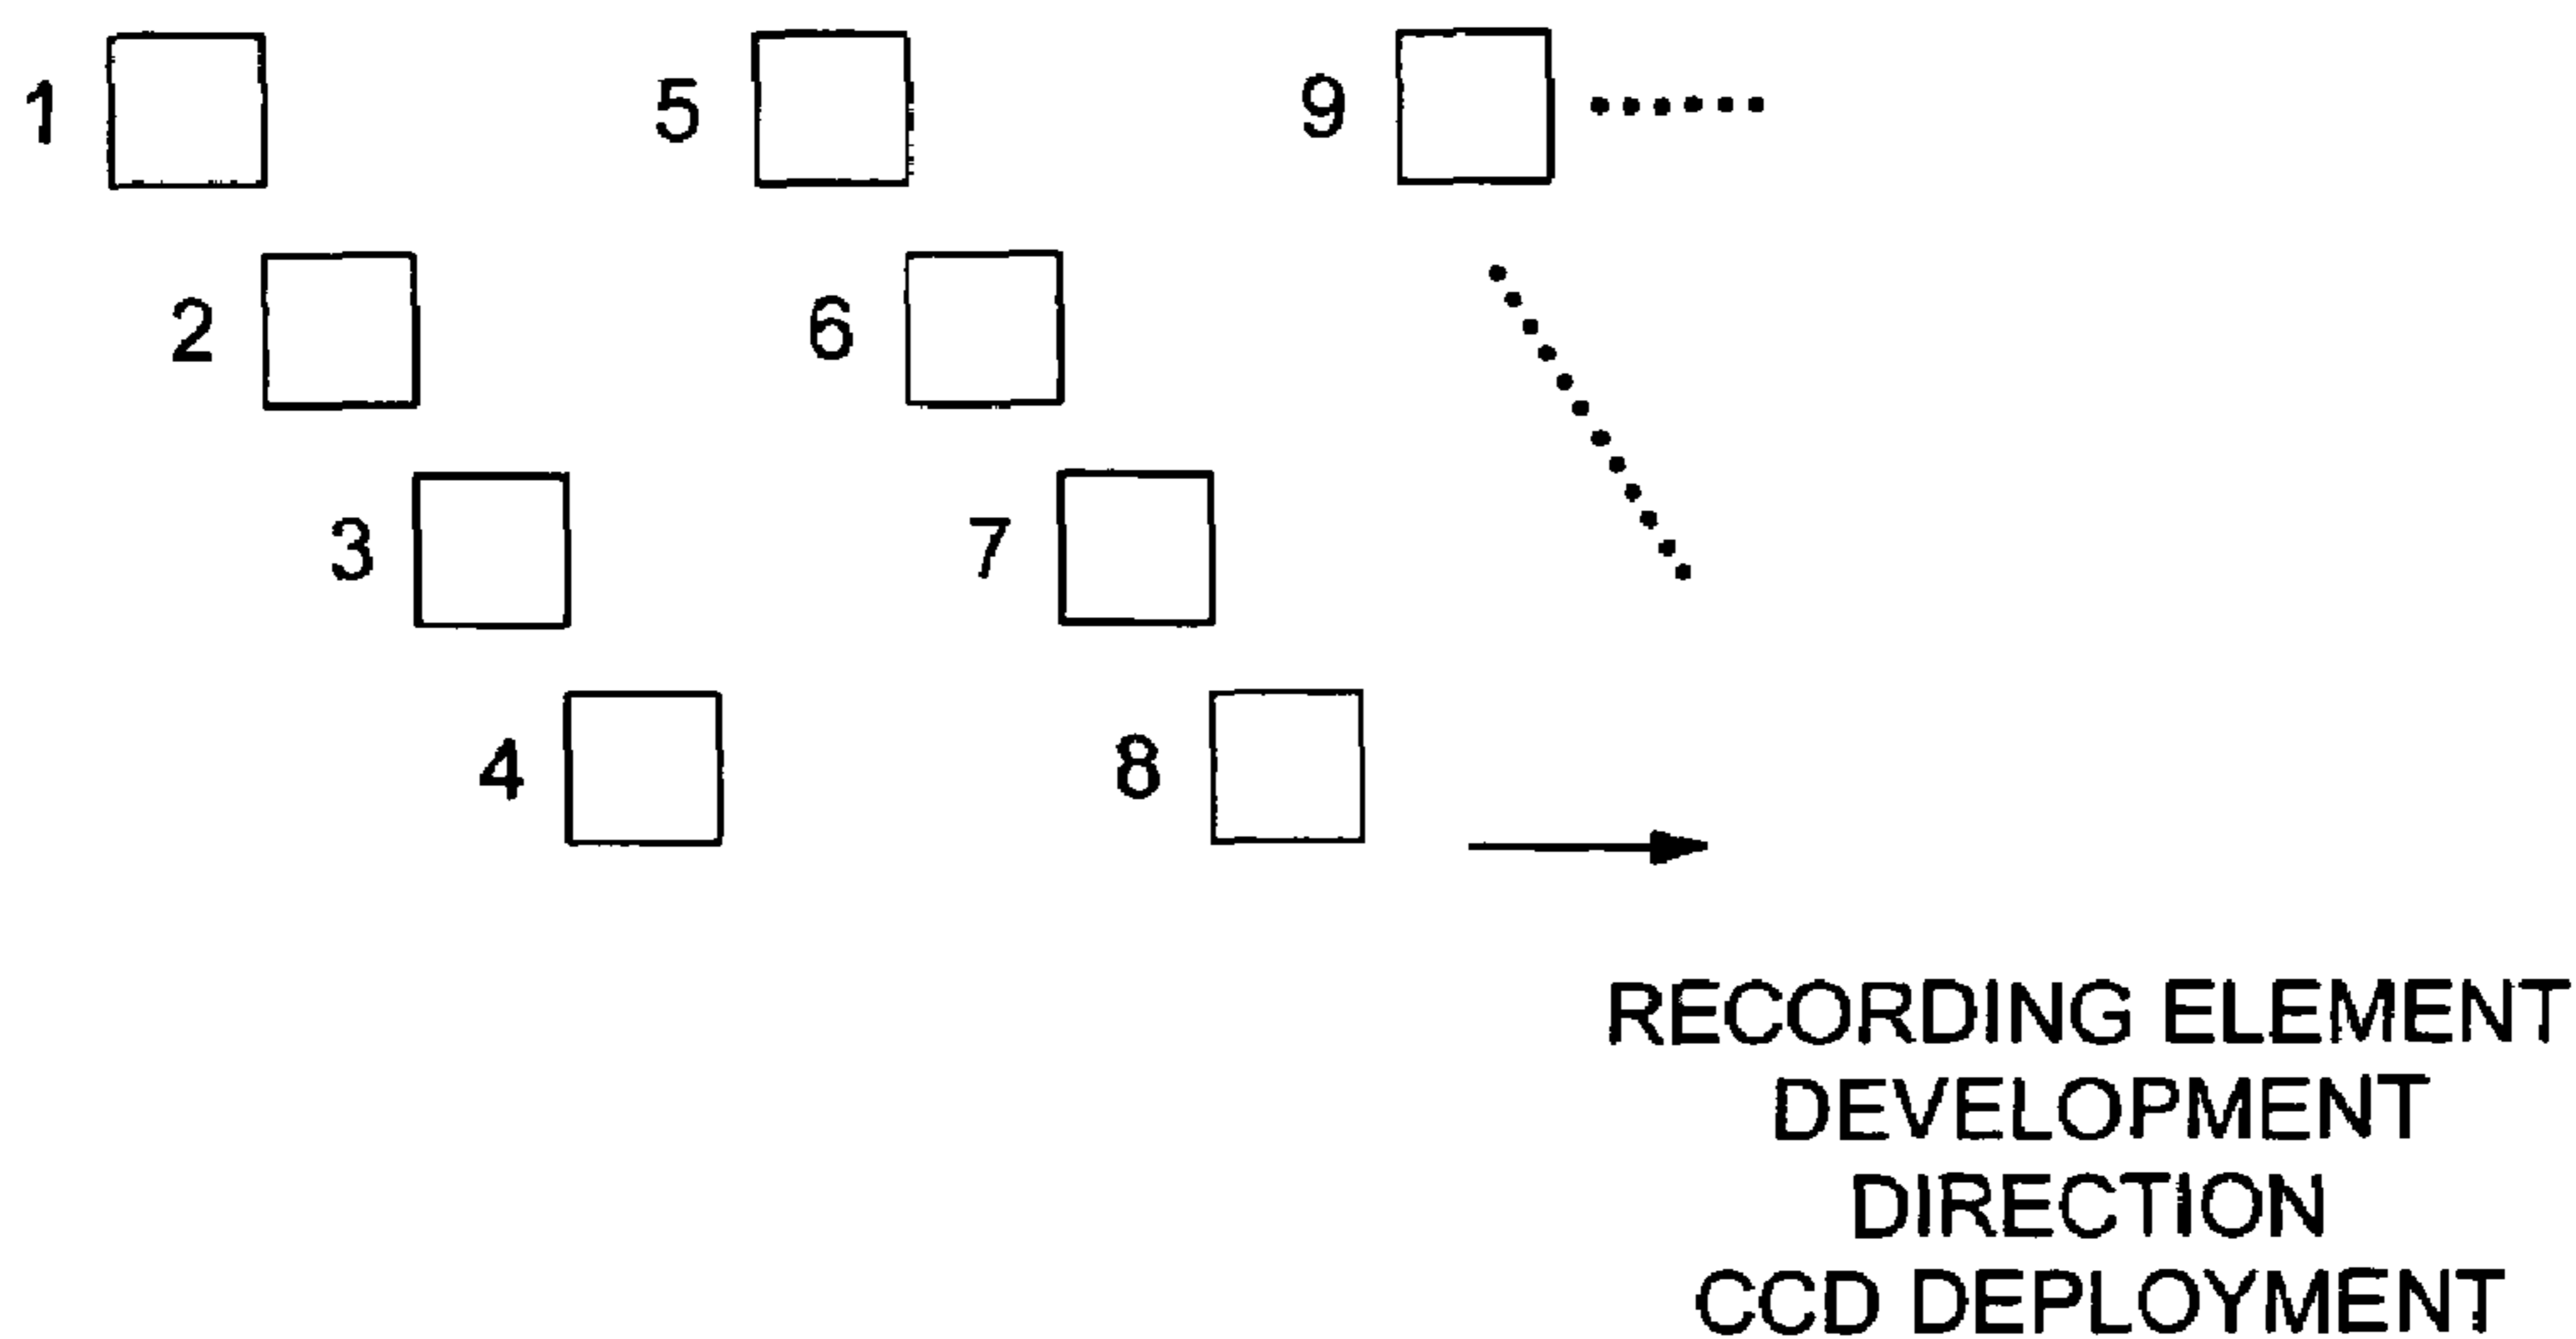 1 5 9
2 6
3 7
4 8
RECORDING ELEMENT
DEVELOPMENT
DIRECTION
CCD DEPLOYMENT